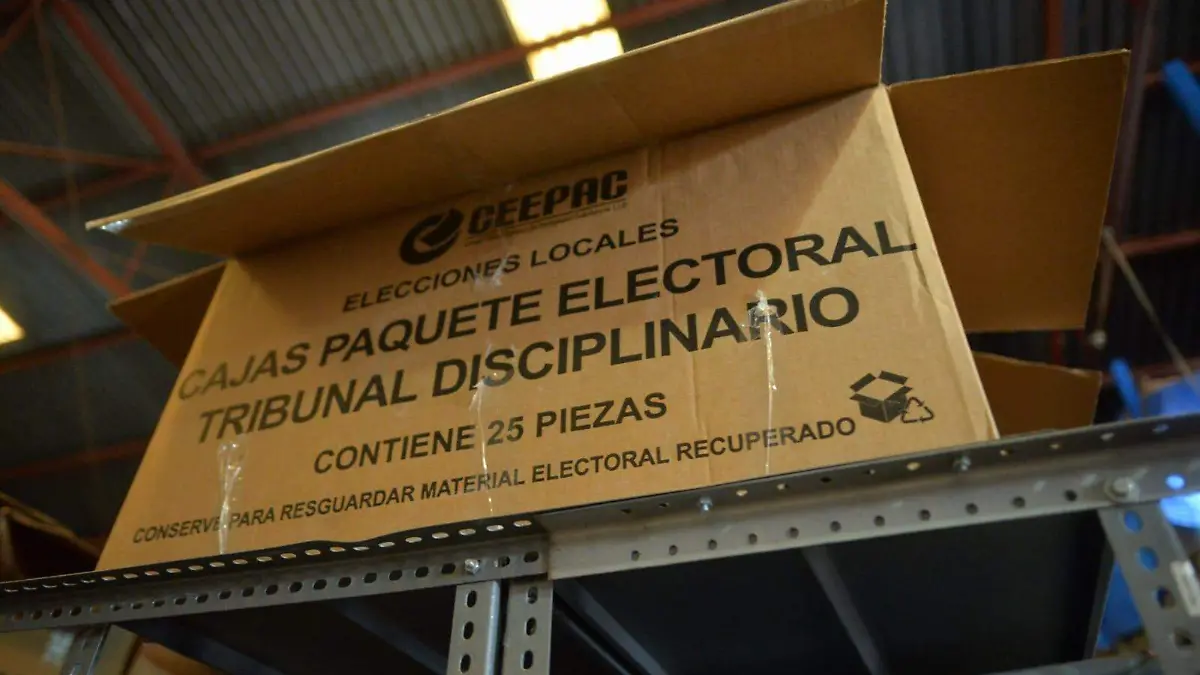 CEEPAC
ELECCIONES LOCALES
CAJAS PAQUETE ELECTORAL
TRIBUNAL DISCIPLINARIO
CONTIENE 25 PIEZAS
CONSERVE PARA RESGUARDAR MATERIAL ELECTORAL RECUPERADO